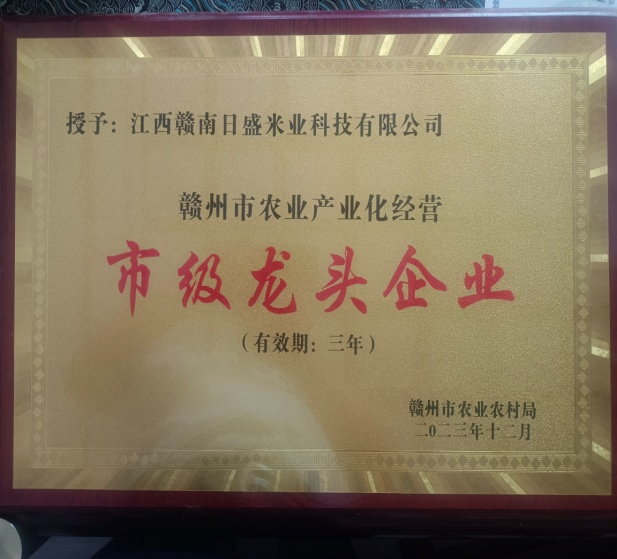 授予：江西赣南日盛米业科技有限公司
赣州市农业产业化经营
市级龙头企业
（有效期：三年）
赣州市农业农村局
二0二三年十二月